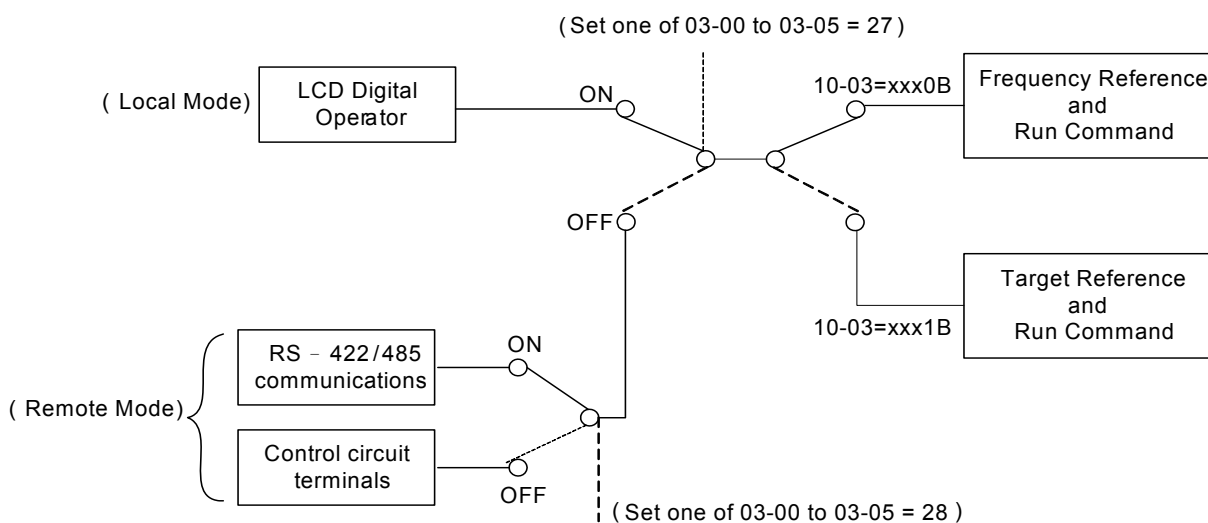 ( Set one of 03-00 to 03-05 = 27 )
( Local Mode)
LCD Digital
Operator
ON
10-03=xxx0B
Frequency Reference
and
Run Command
OFF
Target Reference
and
Run Command
10-03=xxx1B
( Remote Mode)
RS - 422/485
communications
ON
Control circuit
terminals
OFF
( Set one of 03-00 to 03-05 = 28 )